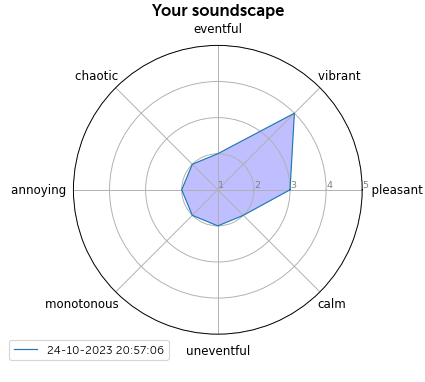 Your soundscape
eventful
chaotic
vibrant
annoying
1 2 3 4 5
pleasant
monotonous
calm
24-10-2023 20:57:06
uneventful